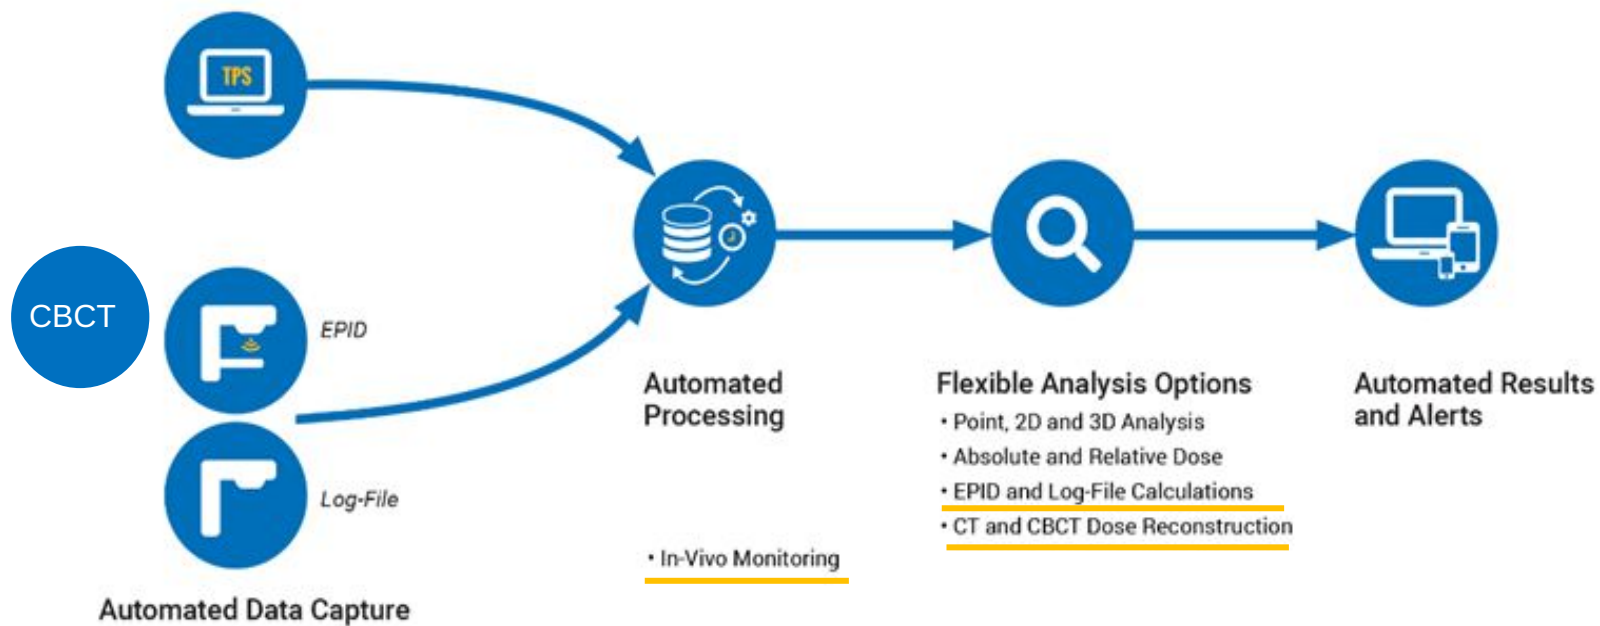 TPS
CBCT
EPID
Log-File
Automated Data Capture
Automated
Processing
• In-Vivo Monitoring
Flexible Analysis Options
• Point, 2D and 3D Analysis
• Absolute and Relative Dose
• EPID and Log-File Calculations
• CT and CBCT Dose Reconstruction
Automated Results
and Alerts